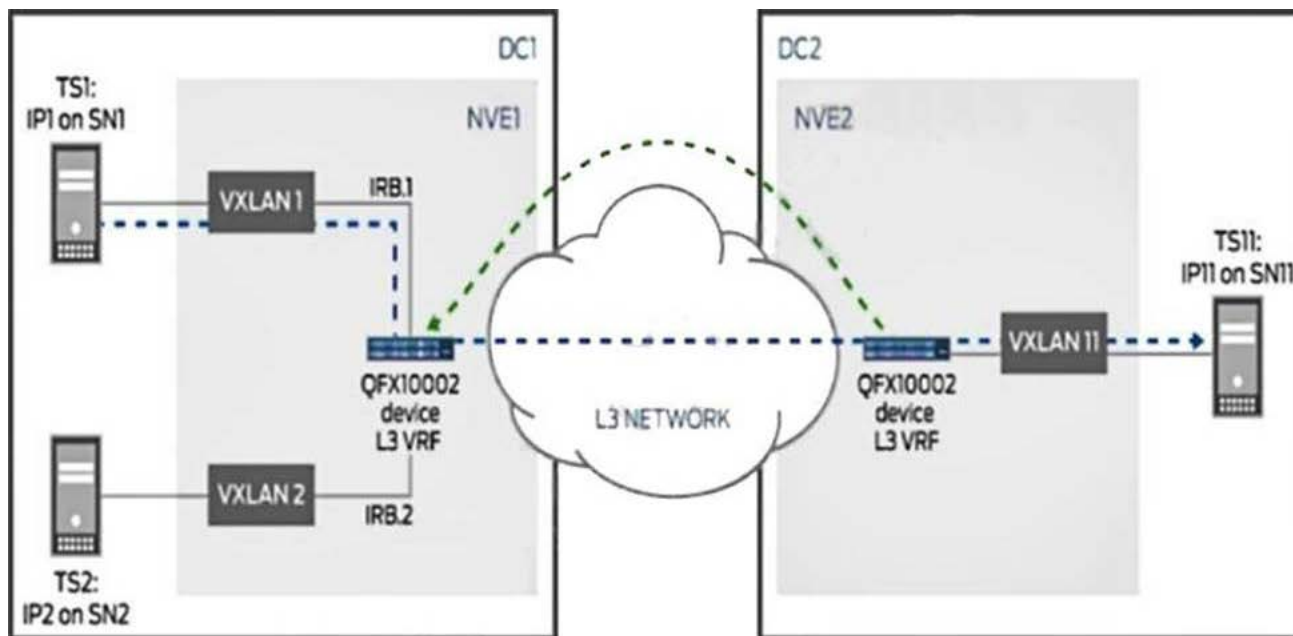 DC1
NVE1
TS1:
IP1 on SN1
VXLAN 1
IRB.1
QFX10002
device
L3 VRF
VXLAN 2
IRB.2
TS2:
IP2 on SN2
L3 NETWORK
DC2
NVE2
QFX10002
device
L3 VRF
VXLAN 11
TS11:
IP11 on SN11